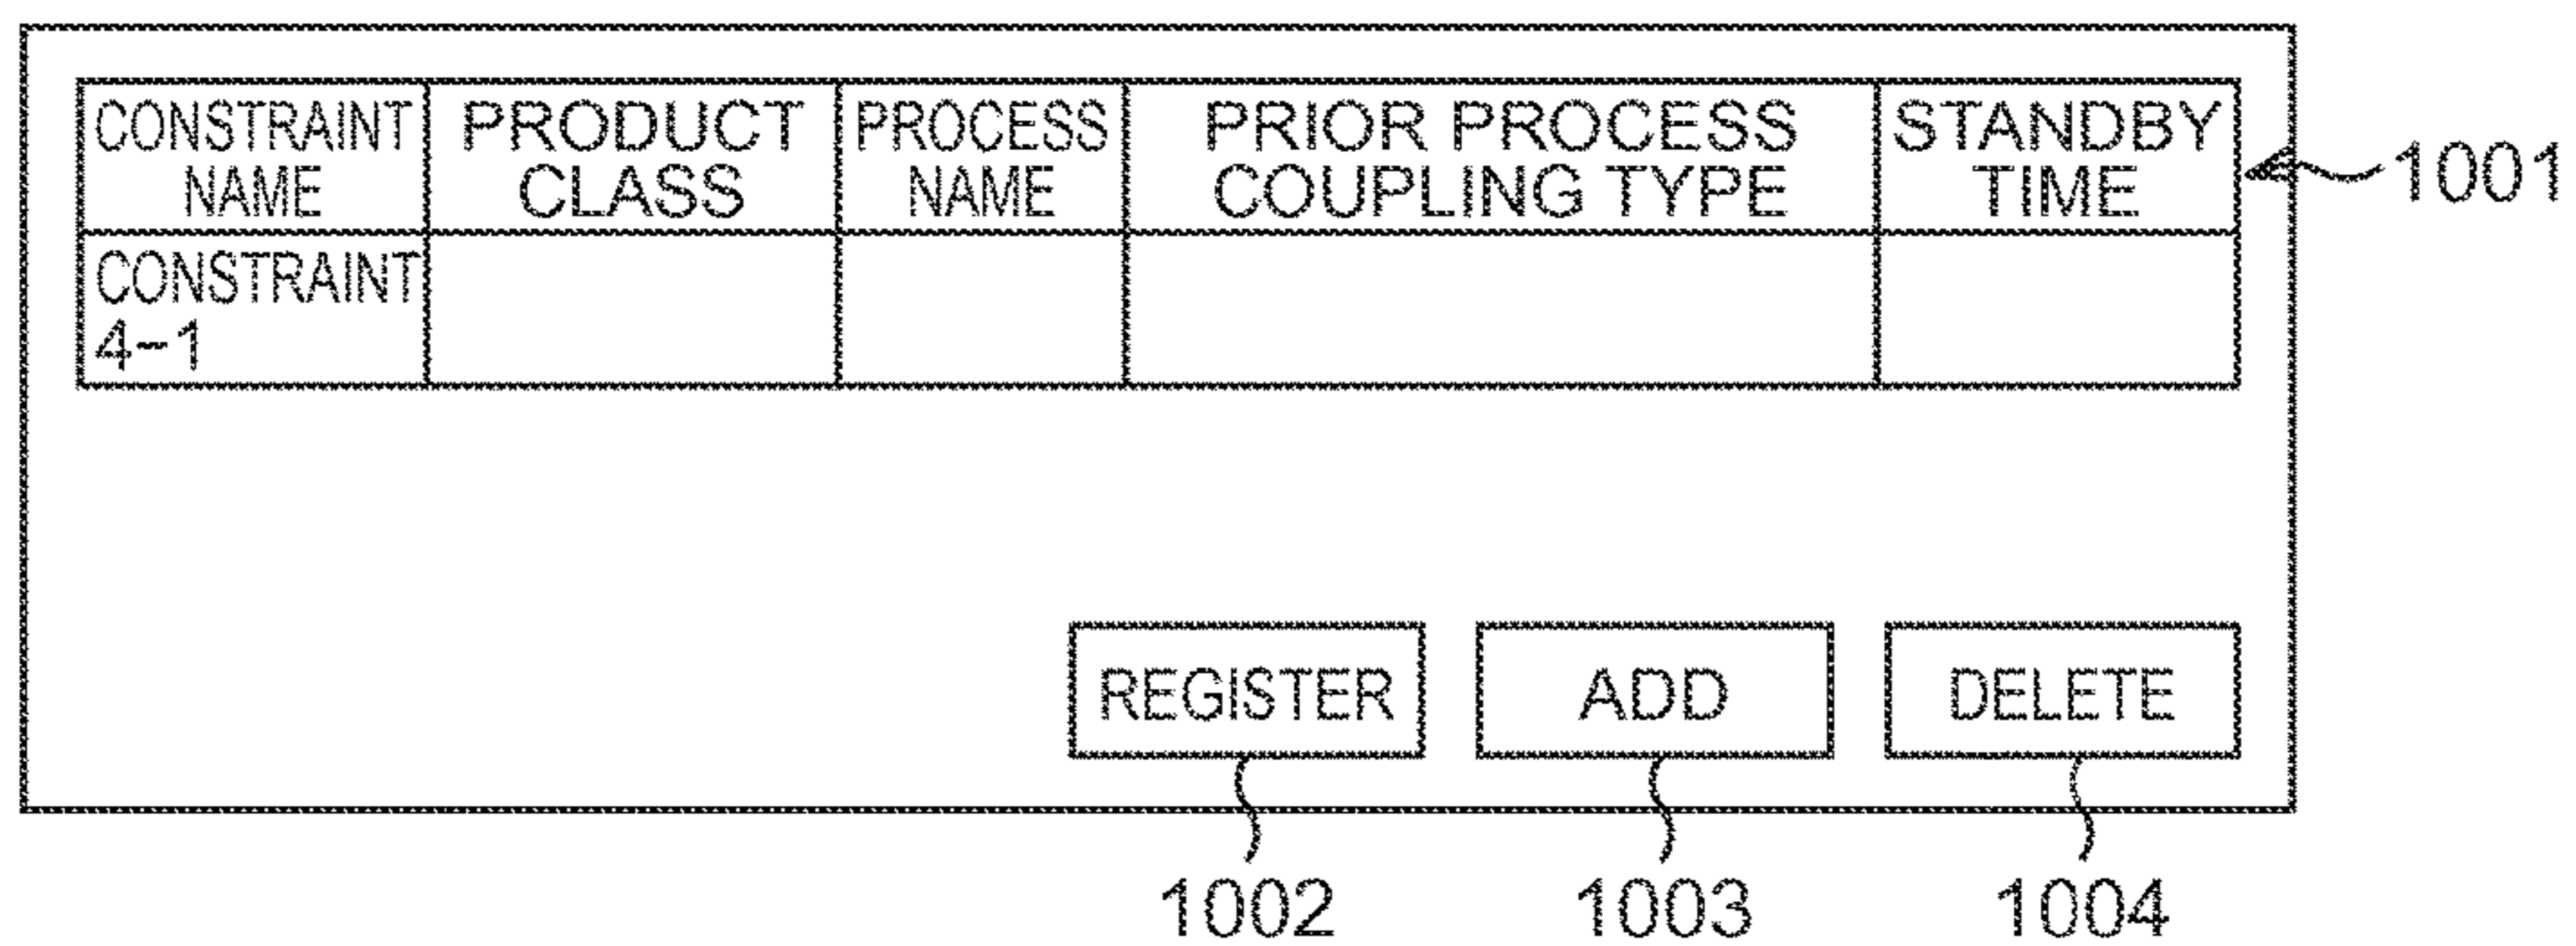 CONSTRAINT NAME
PRODUCT CLASS
PROCESS NAME
PRIOR PROCESS COUPLING TYPE
STANDBY TIME
1001
CONSTRAINT 4-1
REGISTER
ADD
DELETE
1002
1003
1004